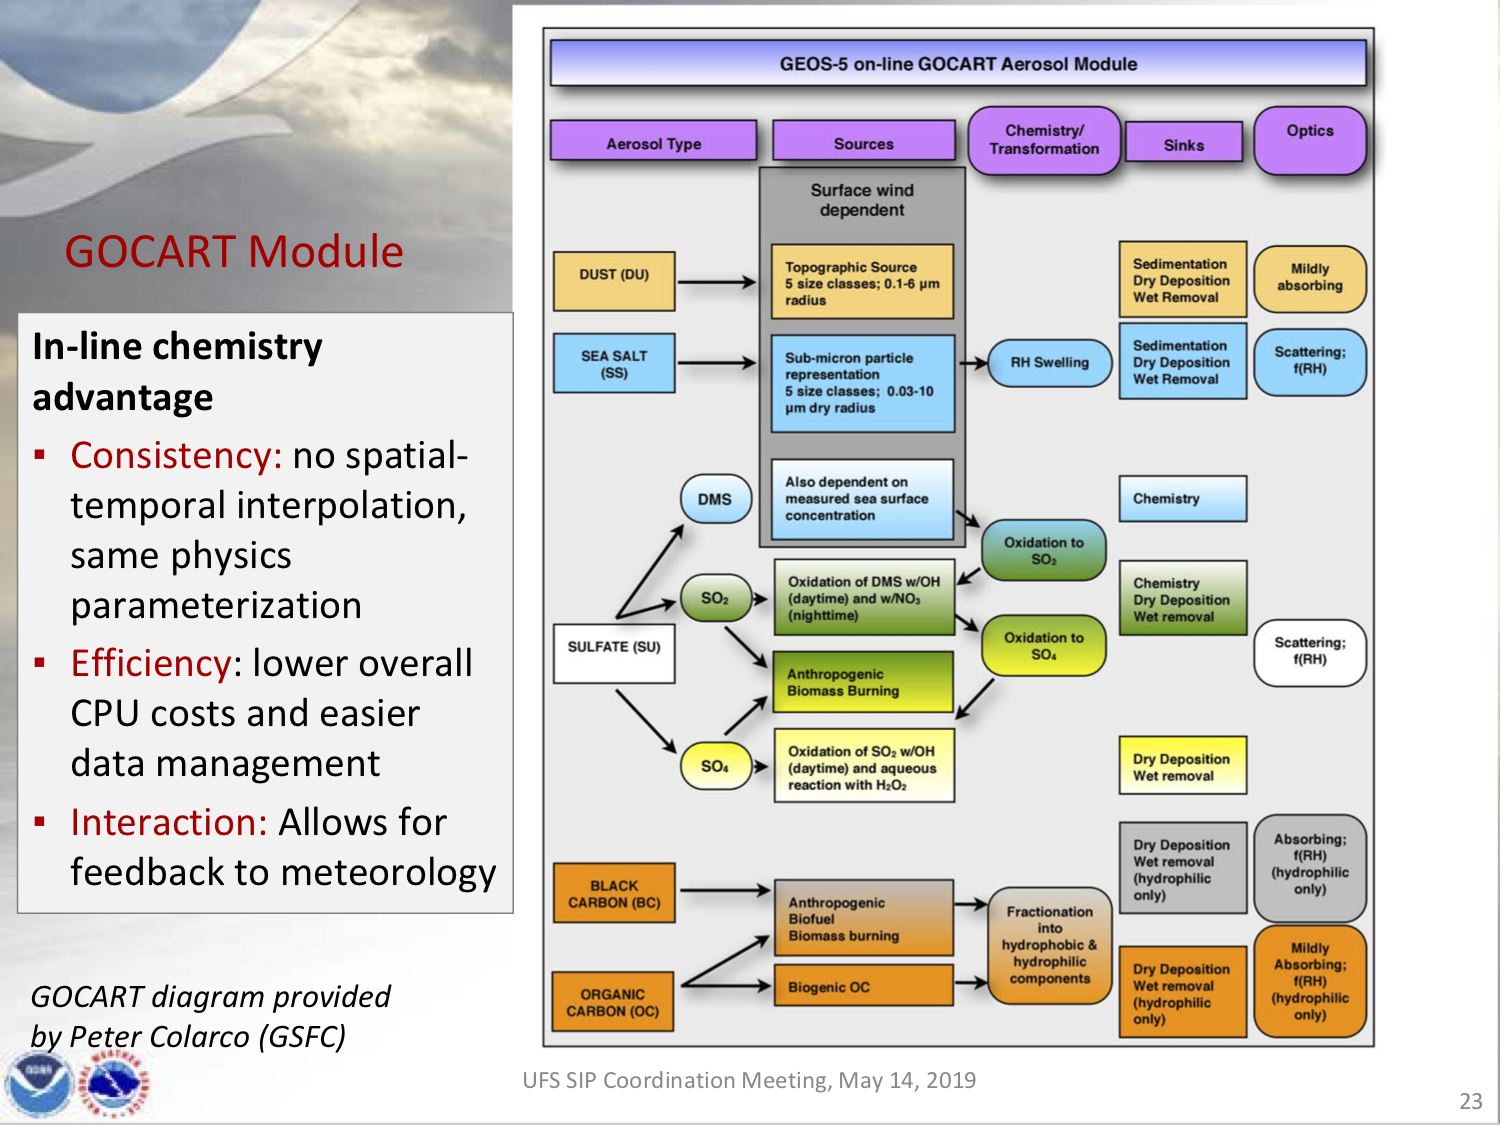 GOCART Module
In-line chemistry
advantage
▪ Consistency: no spatial-
temporal interpolation,
same physics
parameterization
▪ Efficiency: lower overall
CPU costs and easier
data management
▪ Interaction: Allows for
feedback to meteorology
GOCART diagram provided
by Peter Colarco (GSFC)
GEOS-5 on-line GOCART Aerosol Module
Aerosol Type
Sources
Chemistry/
Transformation
Sinks
Optics
Surface wind
dependent
DUST (DU)
Topographic Source
5 size classes; 0.1-6 µm
radius
Sedimentation
Dry Deposition
Wet Removal
Mildly
absorbing
SEA SALT
(SS)
Sub-micron particle
representation
5 size classes; 0.03-10
µm dry radius
RH Swelling
Sedimentation
Dry Deposition
Wet Removal
Scattering;
f(RH)
DMS
Also dependent on
measured sea surface
concentration
Chemistry
Oxidation to
SO₂
SO₂
Oxidation of DMS w/OH
(daytime) and w/NO₃
(nighttime)
Chemistry
Dry Deposition
Wet removal
SULFATE (SU)
Oxidation to
SO₄
Scattering;
f(RH)
Anthropogenic
Biomass Burning
SO₄
Oxidation of SO₂ w/OH
(daytime) and aqueous
reaction with H₂O₂
Dry Deposition
Wet removal
BLACK
CARBON (BC)
Anthropogenic
Biofuel
Biomass burning
Fractionation
into
hydrophobic &
hydrophilic
components
Dry Deposition
Wet removal
(hydrophilic
only)
Absorbing;
f(RH)
(hydrophilic
only)
ORGANIC
CARBON (OC)
Biogenic OC
Dry Deposition
Wet removal
(hydrophilic
only)
Mildly
Absorbing;
f(RH)
(hydrophilic
only)
UFS SIP Coordination Meeting, May 14, 2019
23